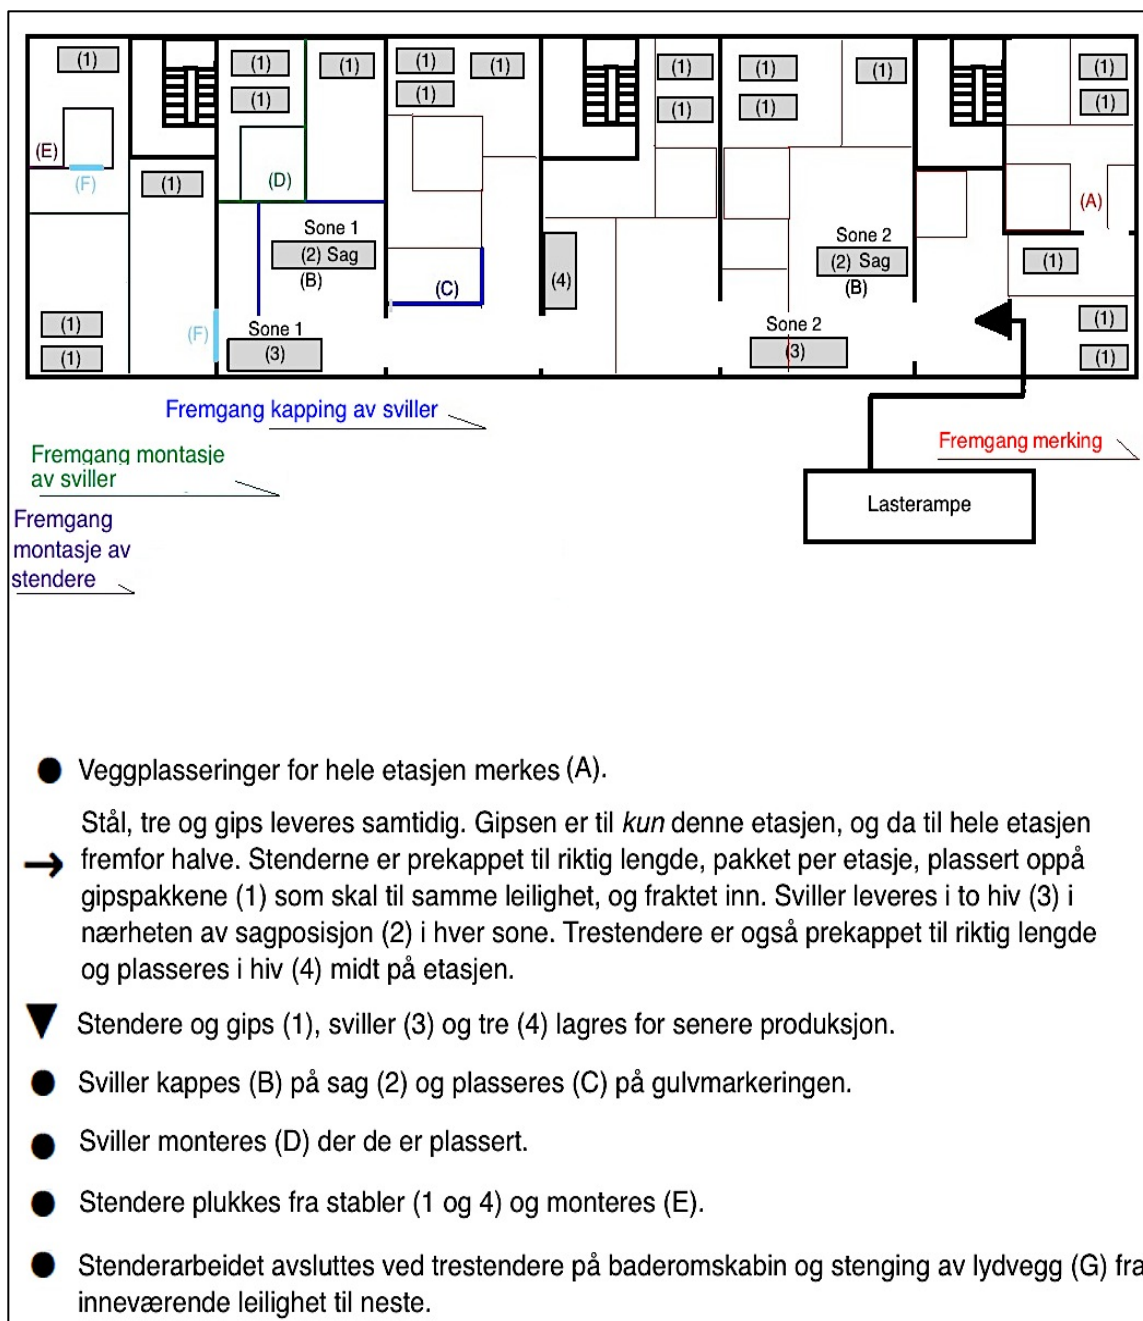 (1) (1) (1) (1) (1) (1) (1) (1) (1) (1)
(1) (1) (1) (1) (1)
(E) (F) (1) (D) (A)
Sone 1 Sone 2
(2) Sag (4) (2) Sag (1)
(B) (C) (B)
(1) (F) Sone 1 Sone 2 (1)
(1) (3) (3) (1)
Fremgang kapping av sviller
Fremgang merking
Fremgang montasje
av sviller
Lasterampe
Fremgang
montasje av
stendere
Veggplasseringer for hele etasjen merkes (A).
Stål, tre og gips leveres samtidig. Gipsen er til kun denne etasjen, og da til hele etasjen
fremfor halve. Stenderne er prekappet til riktig lengde, pakket per etasje, plassert oppå
gipspakkene (1) som skal til samme leilighet, og fraktet inn. Sviller leveres i to hiv (3) i
nærheten av sagposisjon (2) i hver sone. Trestendere er også prekappet til riktig lengde
og plasseres i hiv (4) midt på etasjen.
Stendere og gips (1), sviller (3) og tre (4) lagres for senere produksjon.
Sviller kappes (B) på sag (2) og plasseres (C) på gulvmarkeringen.
Sviller monteres (D) der de er plassert.
Stendere plukkes fra stabler (1 og 4) og monteres (E).
Stenderarbeidet avsluttes ved trestendere på baderomskabin og stenging av lydvegg (G) fra
inneværende leilighet til neste.